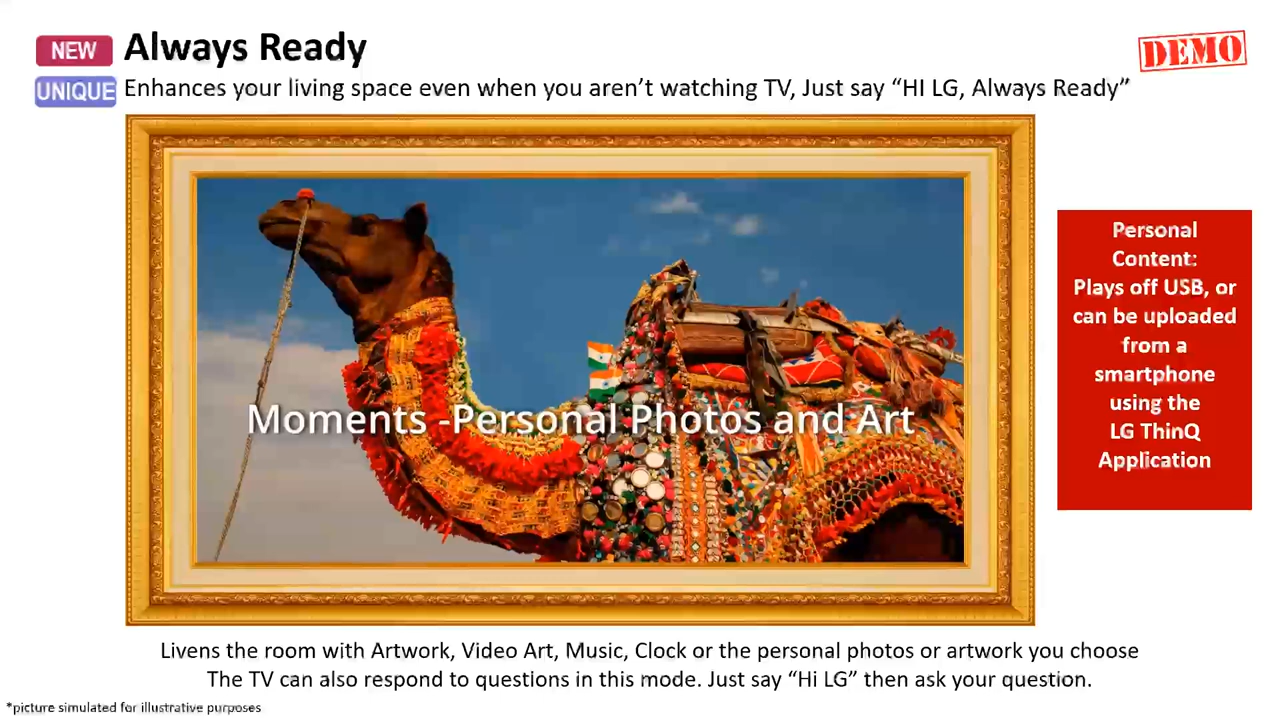 NEW Always Ready
DEMO
UNIQUE Enhances your living space even when you aren’t watching TV, Just say “HI LG, Always Ready”
Moments -Personal Photos and Art
Personal
Content:
Plays off USB, or
can be uploaded
from a
smartphone
using the
LG ThinQ
Application
Livens the room with Artwork, Video Art, Music, Clock or the personal photos or artwork you choose
The TV can also respond to questions in this mode. Just say “Hi LG” then ask your question.
*picture simulated for illustrative purposes